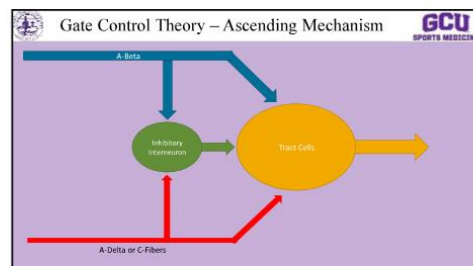 Gate Control Theory – Ascending Mechanism
GCU
SPORTS MEDICINE
A-Beta
Inhibitory
Interneuron
Tract Cells
A-Delta or C-Fibers